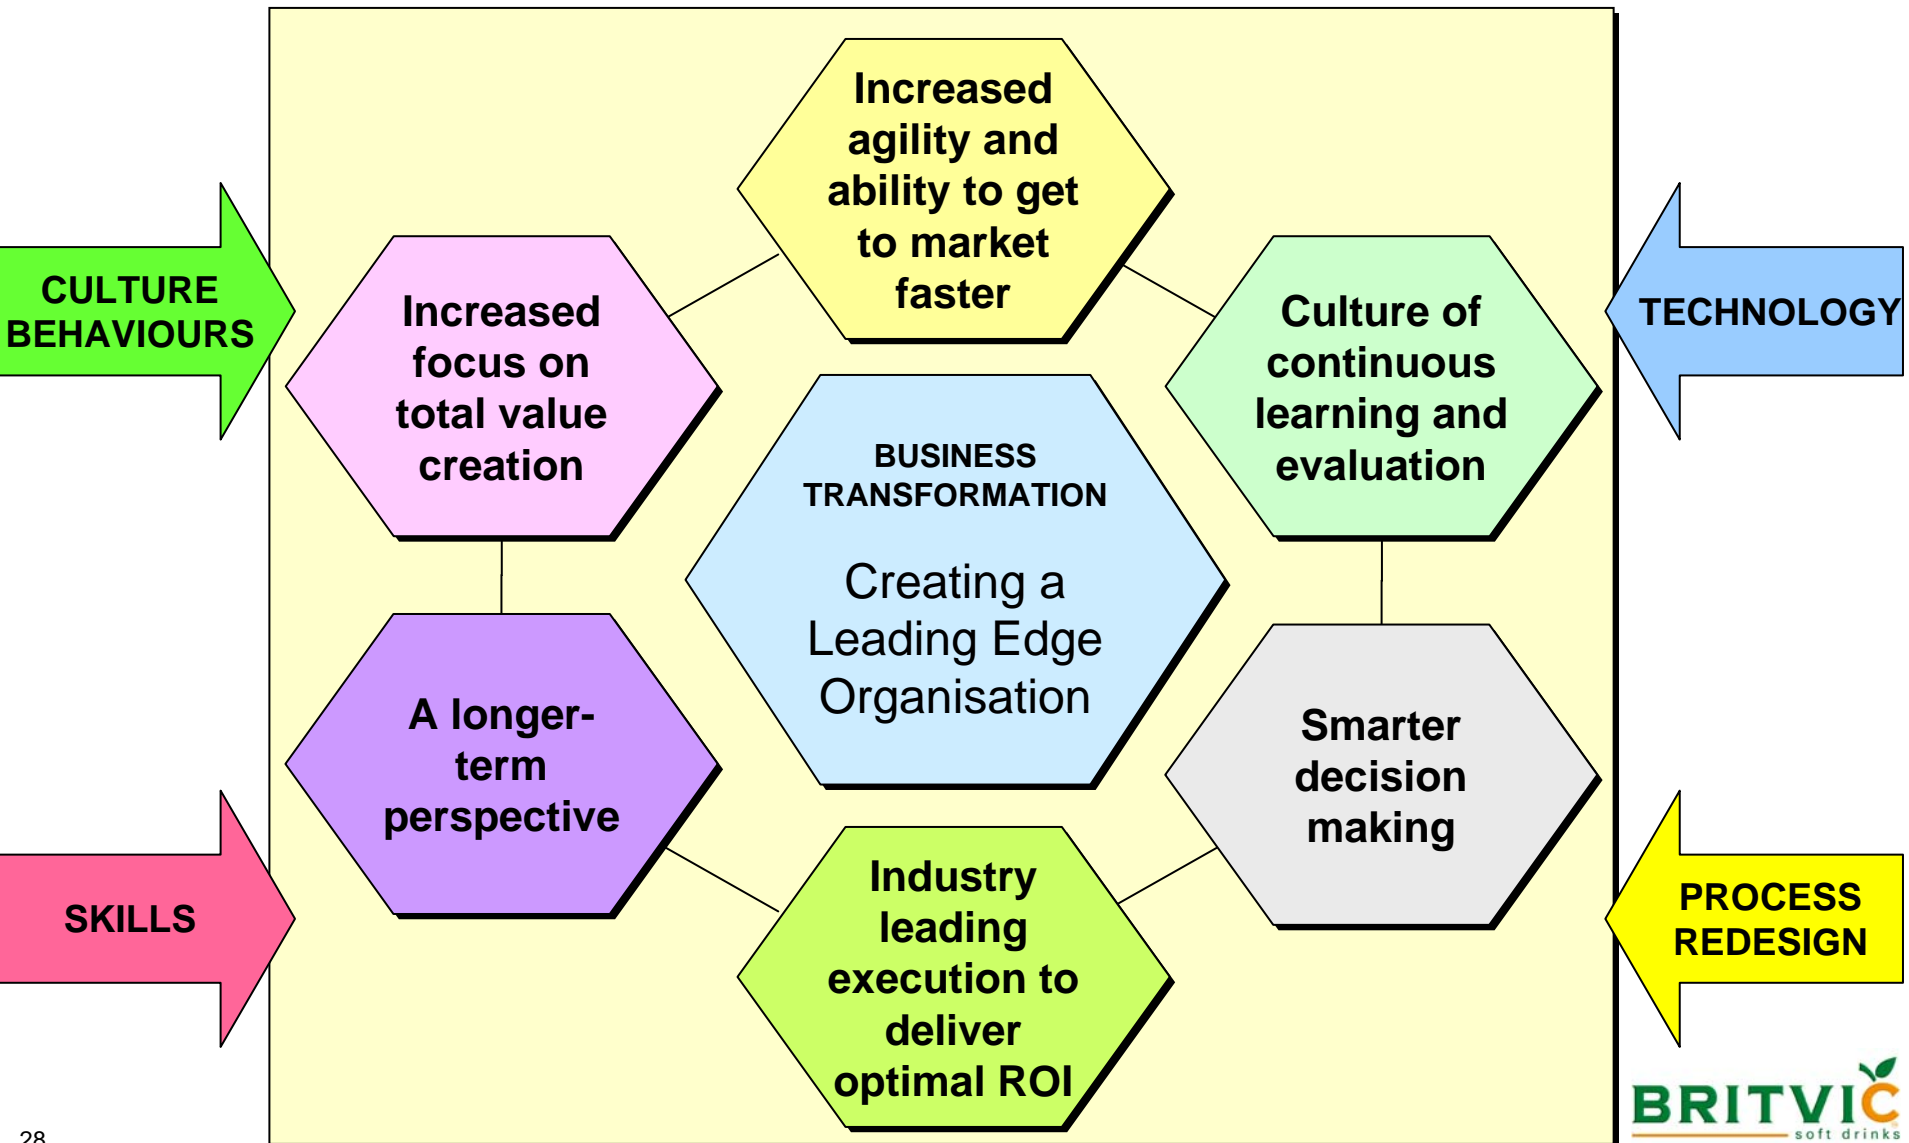 Increased
agility and
ability to get
to market
faster
CULTURE
BEHAVIOURS
Increased
focus on
total value
creation
Culture of
continuous
learning and
evaluation
TECHNOLOGY
BUSINESS
TRANSFORMATION
Creating a
Leading Edge
Organisation
A longer-
term
perspective
Smarter
decision
making
SKILLS
Industry
leading
execution to
deliver
optimal ROI
PROCESS
REDESIGN
BRITVIC
soft drinks
28